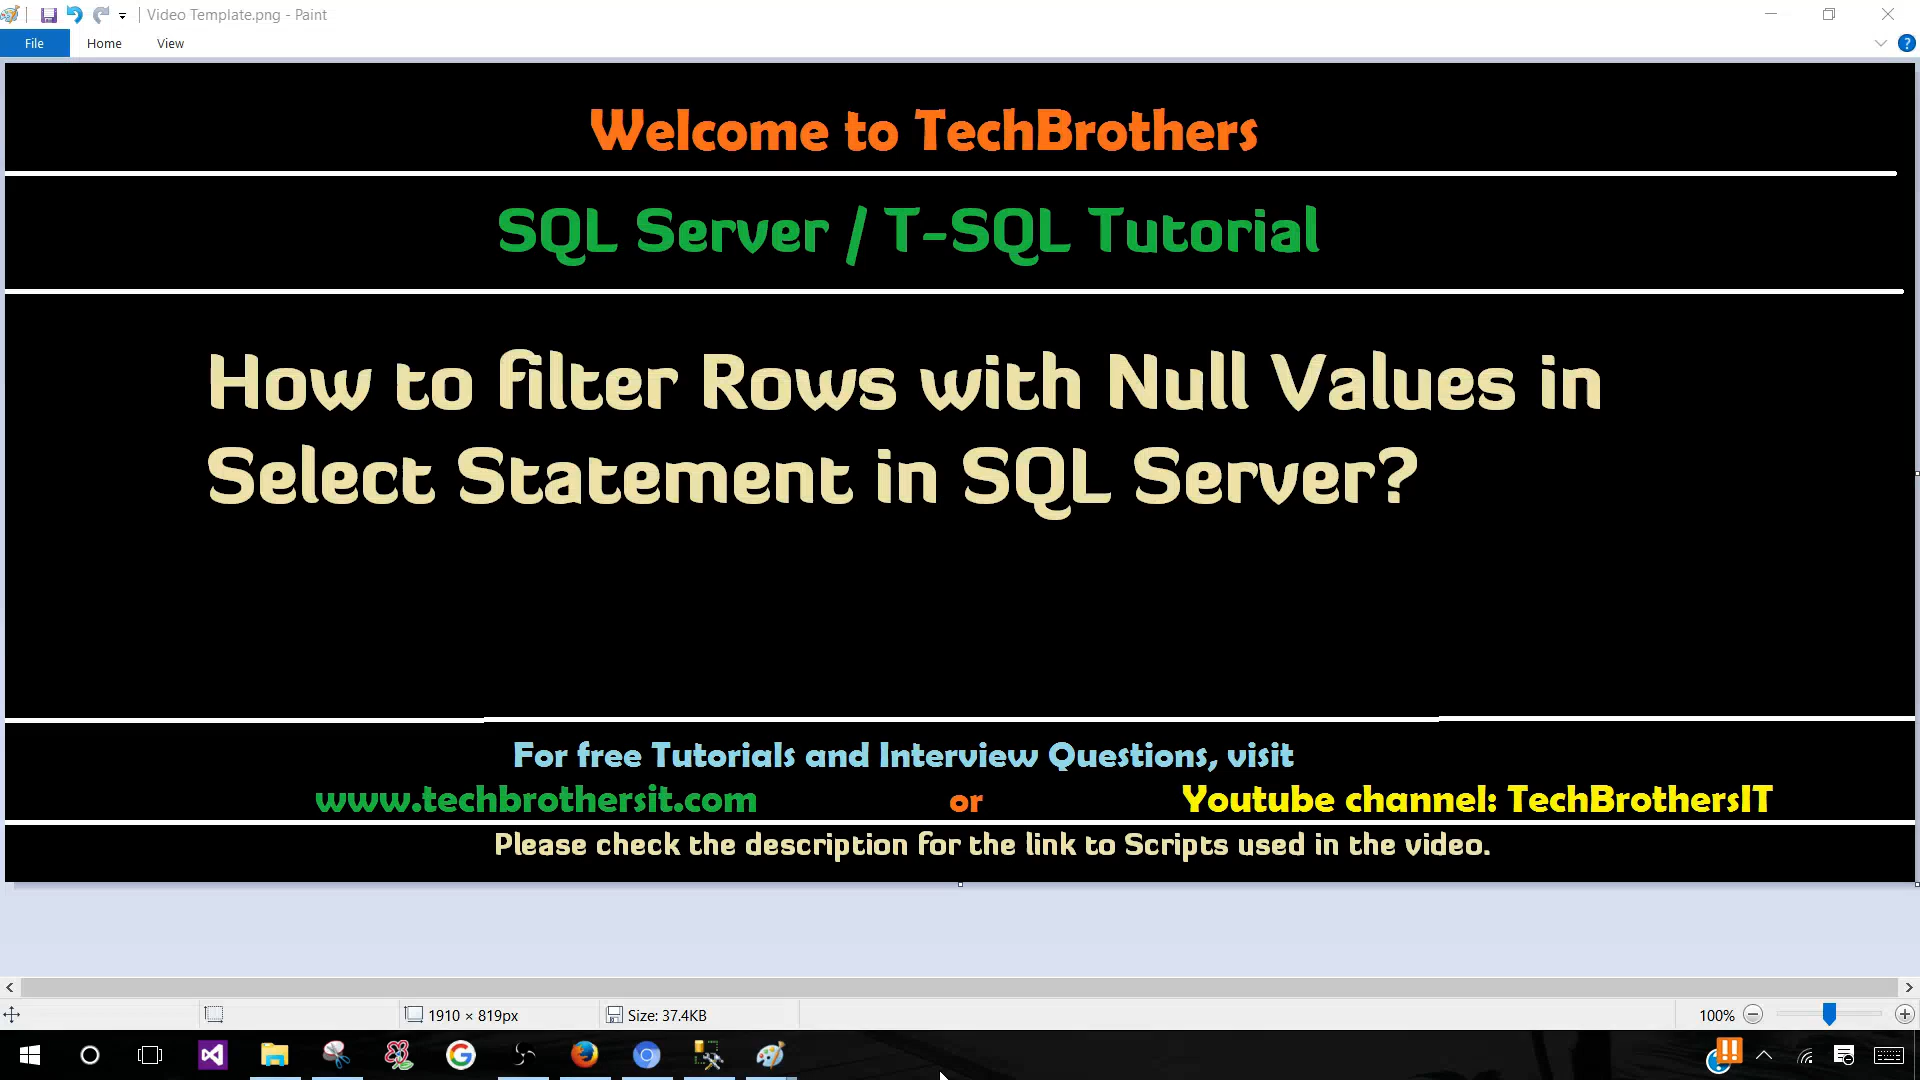 Video Template.png - Paint
File Home View
Welcome to TechBrothers
SQL Server / T-SQL Tutorial
How to filter Rows with Null Values in
Select Statement in SQL Server?
For free Tutorials and Interview Questions, visit
www.techbrothersit.com or Youtube channel: TechBrothersIT
Please check the description for the link to Scripts used in the video.
1910 × 819px Size: 37.4KB 100%